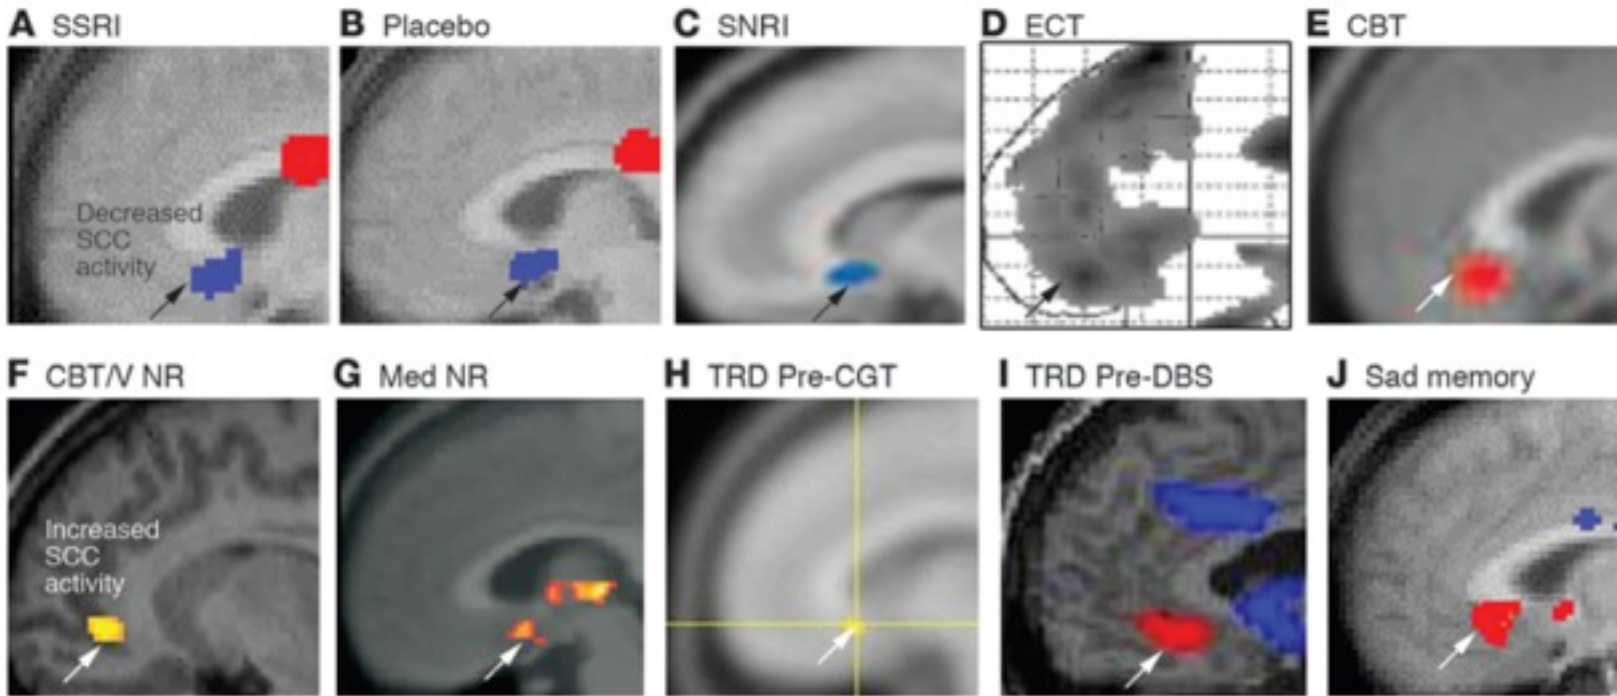 A SSRI
B Placebo
C SNRI
D ECT
E CBT
Decreased
SCC
activity
F CBT/V NR
G Med NR
H TRD Pre-CGT
I TRD Pre-DBS
J Sad memory
Increased
SCC
activity